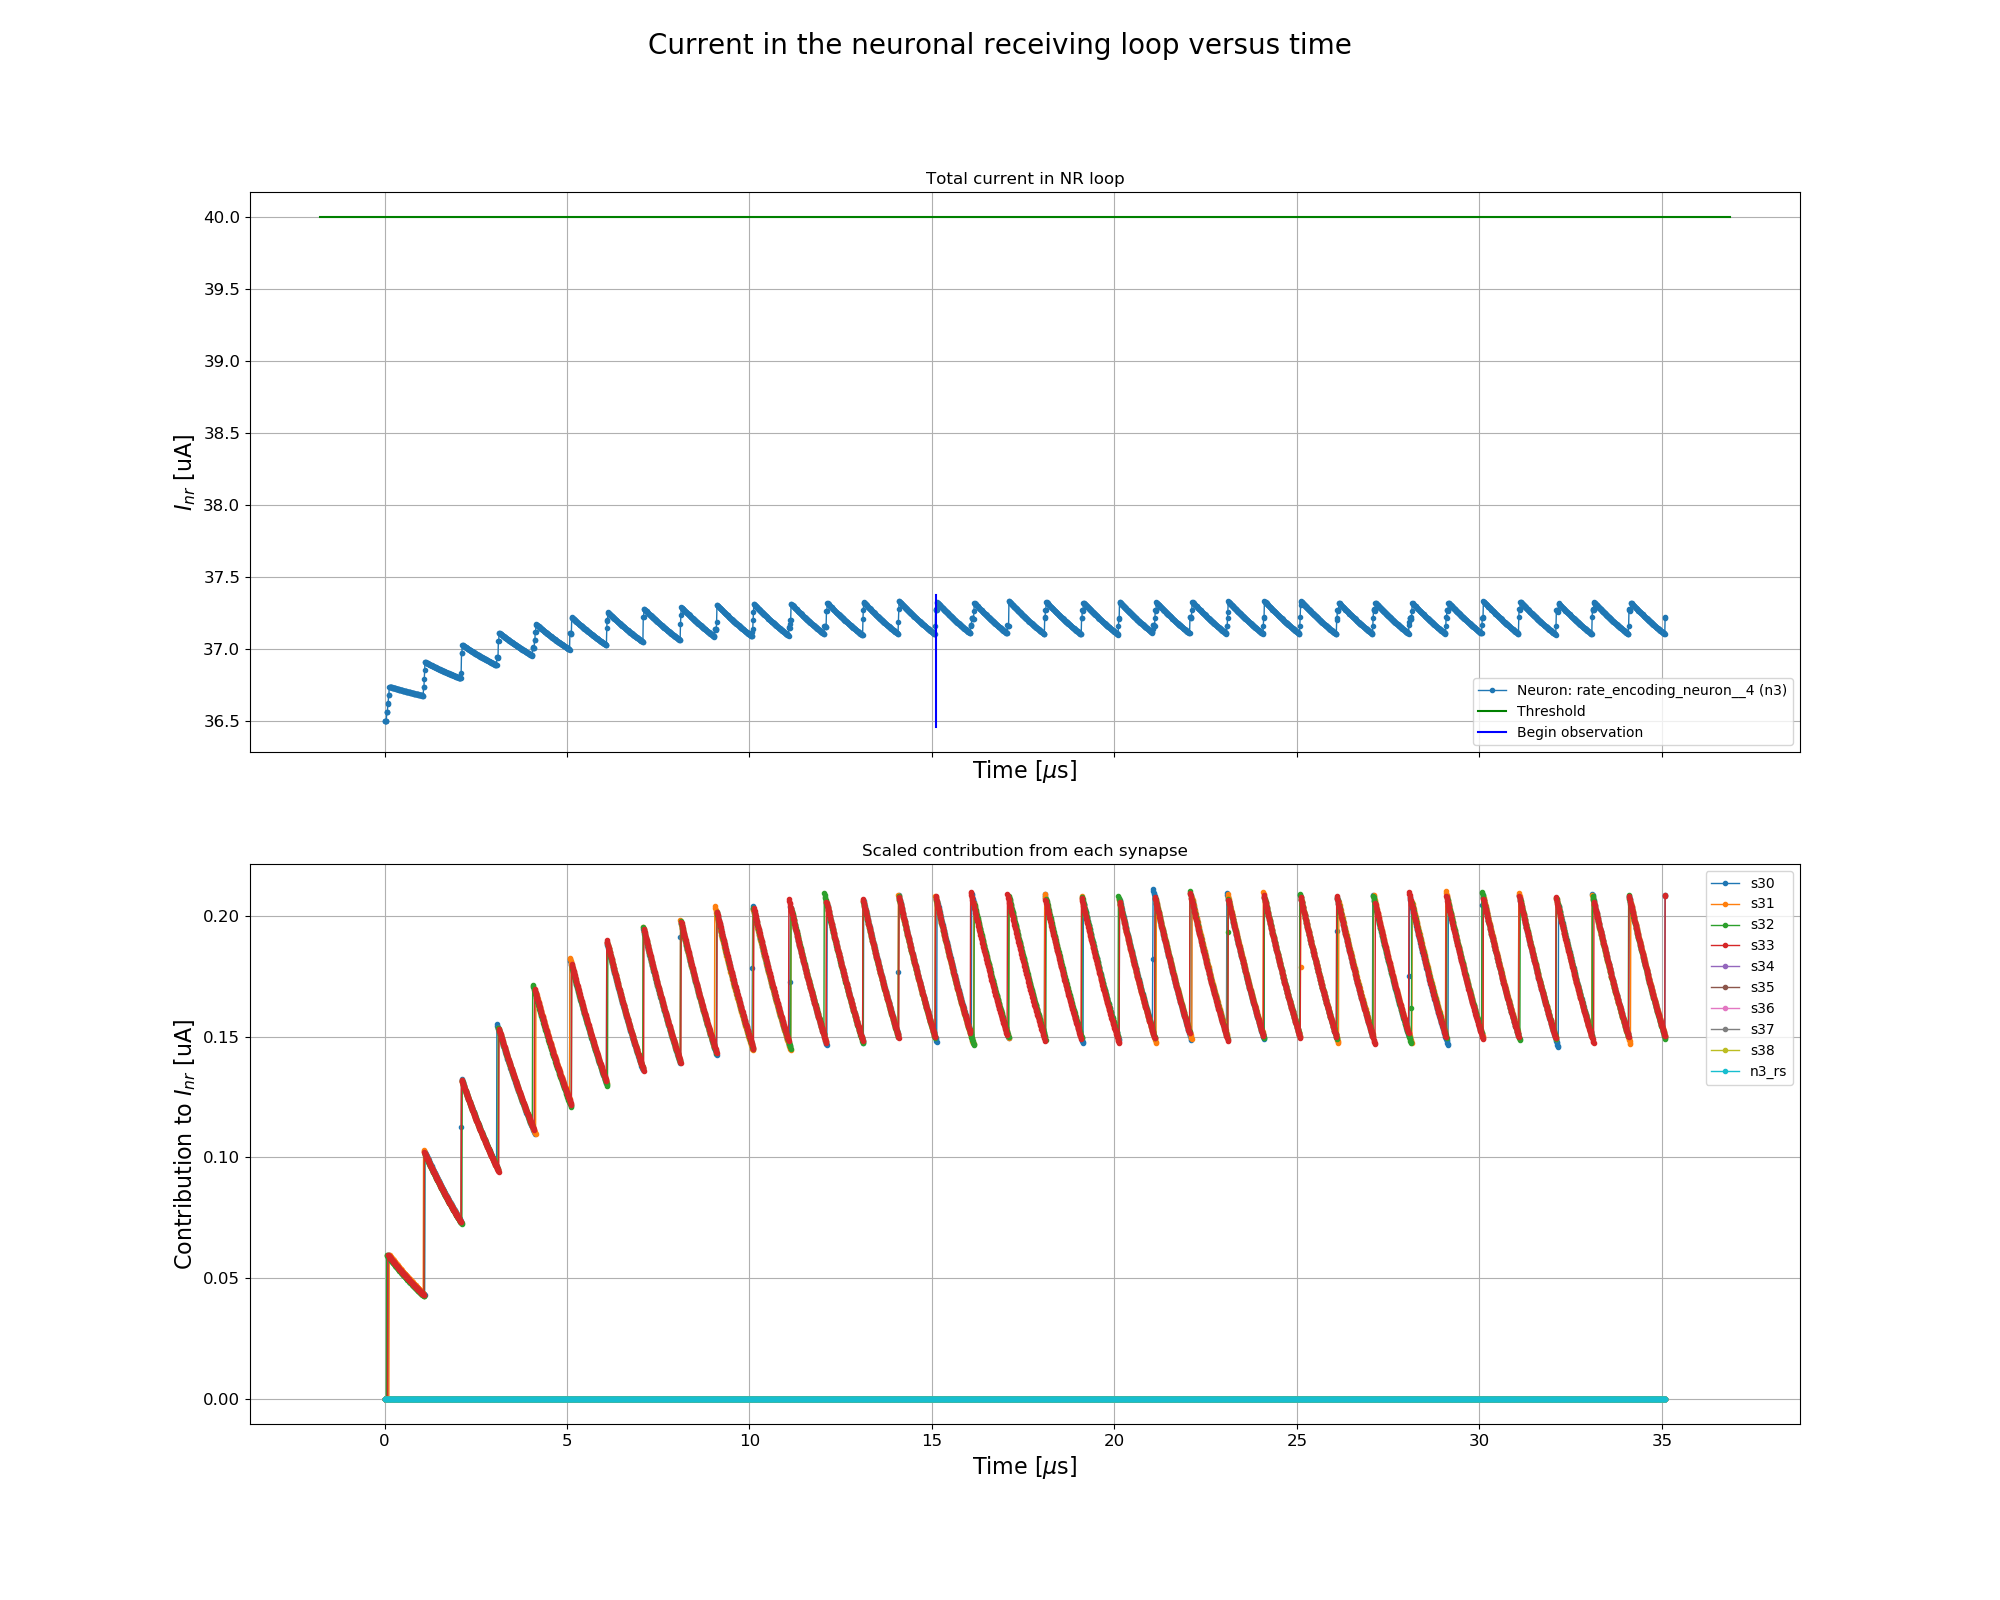 Current in the neuronal receiving loop versus time
Total current in NR loop
40.0
39.5
39.0
38.5
38.0
37.5
37.0
36.5
I_nr [uA]
Neuron: rate_encoding_neuron__4 (n3)
Threshold
Begin observation
Time [μs]
Scaled contribution from each synapse
0.20
0.15
0.10
0.05
0.00
Contribution to I_nr [uA]
s30
s31
s32
s33
s34
s35
s36
s37
s38
n3_rs
0 5 10 15 20 25 30 35
Time [μs]